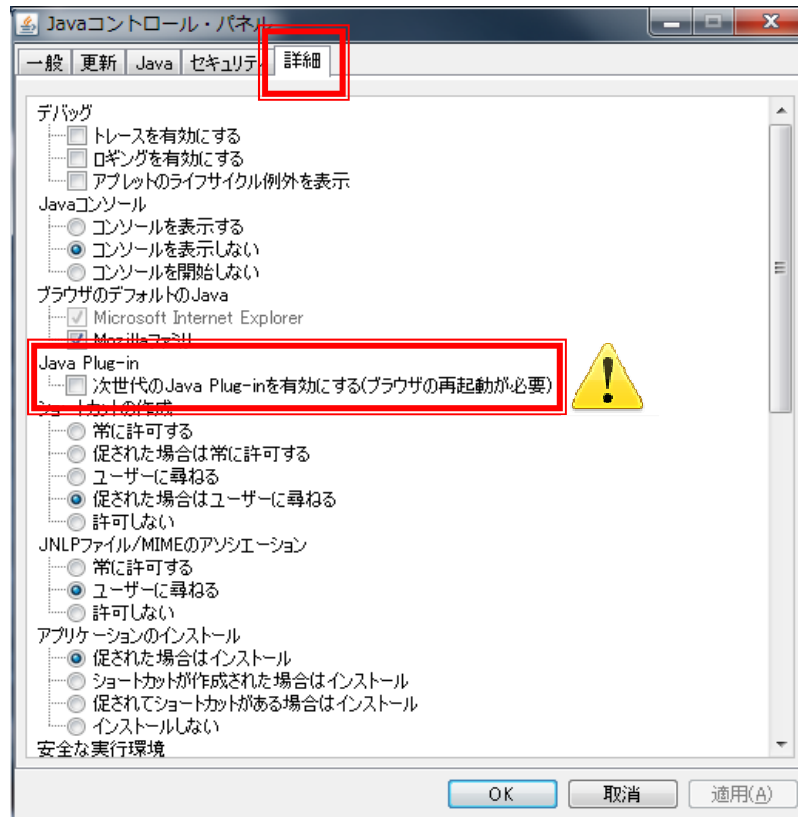 Javaコントロール・パネル
一般 更新 Java セキュリティ 詳細
デバッグ
トレースを有効にする
ロギングを有効にする
アプレットのライフサイクル例外を表示
Javaコンソール
コンソールを表示する
コンソールを表示しない
コンソールを開始しない
ブラウザのデフォルトのJava
Microsoft Internet Explorer
Mozillaファミリ
Java Plug-in
次世代のJava Plug-inを有効にする(ブラウザの再起動が必要)
ショートカットの作成
常に許可する
促された場合は常に許可する
ユーザーに尋ねる
促された場合はユーザーに尋ねる
許可しない
JNLPファイル/MIMEのアソシエーション
常に許可する
ユーザーに尋ねる
許可しない
アプリケーションのインストール
促された場合はインストール
ショートカットが作成された場合はインストール
促されてショートカットがある場合はインストール
インストールしない
安全な実行環境
OK 取消 適用(A)